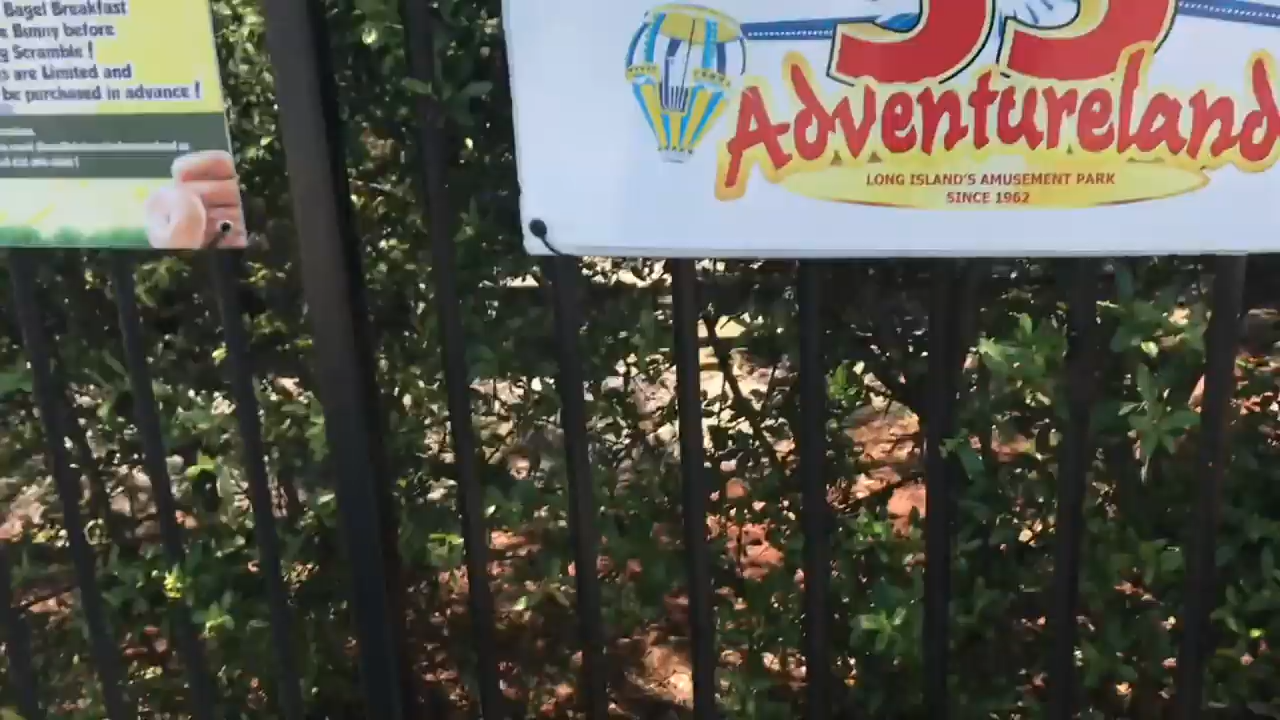 Bagel Breakfast
Bunny before
Scramble !
are Limited and
be purchased in advance !
55
Adventureland
LONG ISLAND'S AMUSEMENT PARK
SINCE 1962